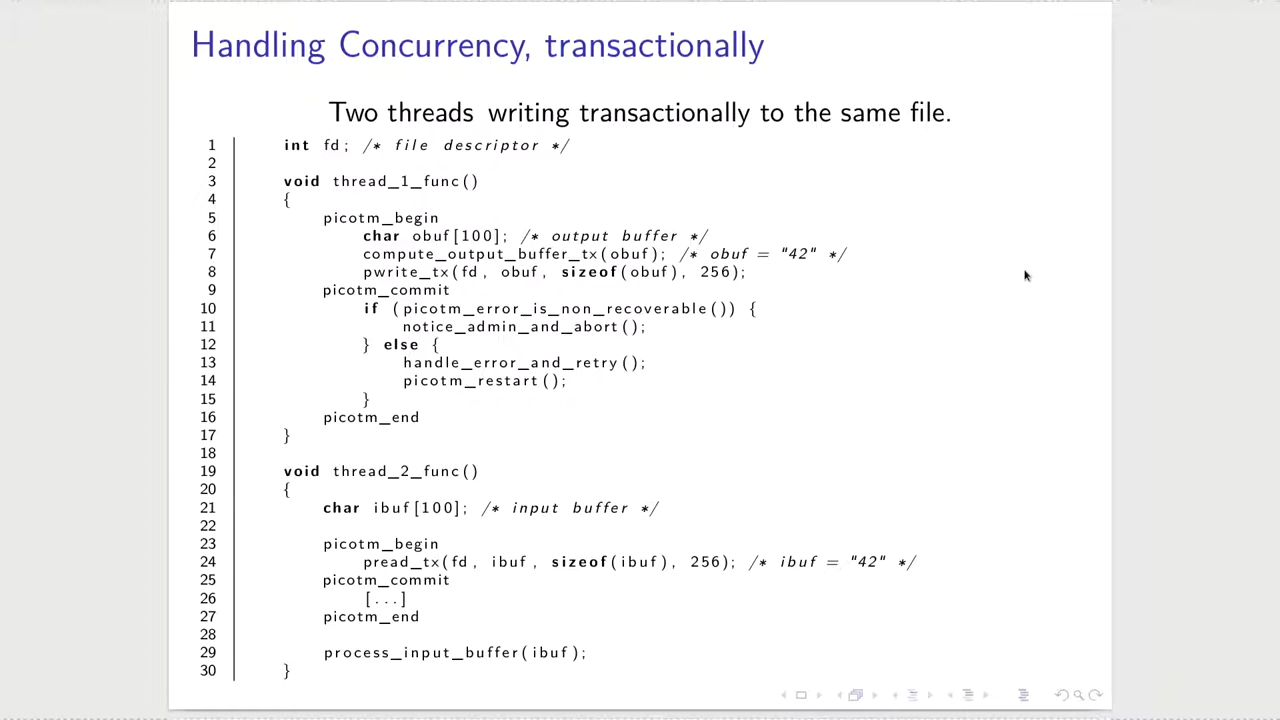 Handling Concurrency, transactionally
Two threads writing transactionally to the same file.
1 int fd; /* file descriptor */
2
3 void thread_1_func()
4 {
5 picotm_begin
6 char obuf[100]; /* output buffer */
7 compute_output_buffer_tx(obuf); /* obuf = "42" */
8 pwrite_tx(fd, obuf, sizeof(obuf), 256);
9 picotm_commit
10 if (picotm_error_is_non_recoverable()) {
11 notice_admin_and_abort();
12 } else {
13 handle_error_and_retry();
14 picotm_restart();
15 }
16 picotm_end
17 }
18
19 void thread_2_func()
20 {
21 char ibuf[100]; /* input buffer */
22
23 picotm_begin
24 pread_tx(fd, ibuf, sizeof(ibuf), 256); /* ibuf = "42" */
25 picotm_commit
26 [...]
27 picotm_end
28
29 process_input_buffer(ibuf);
30 }